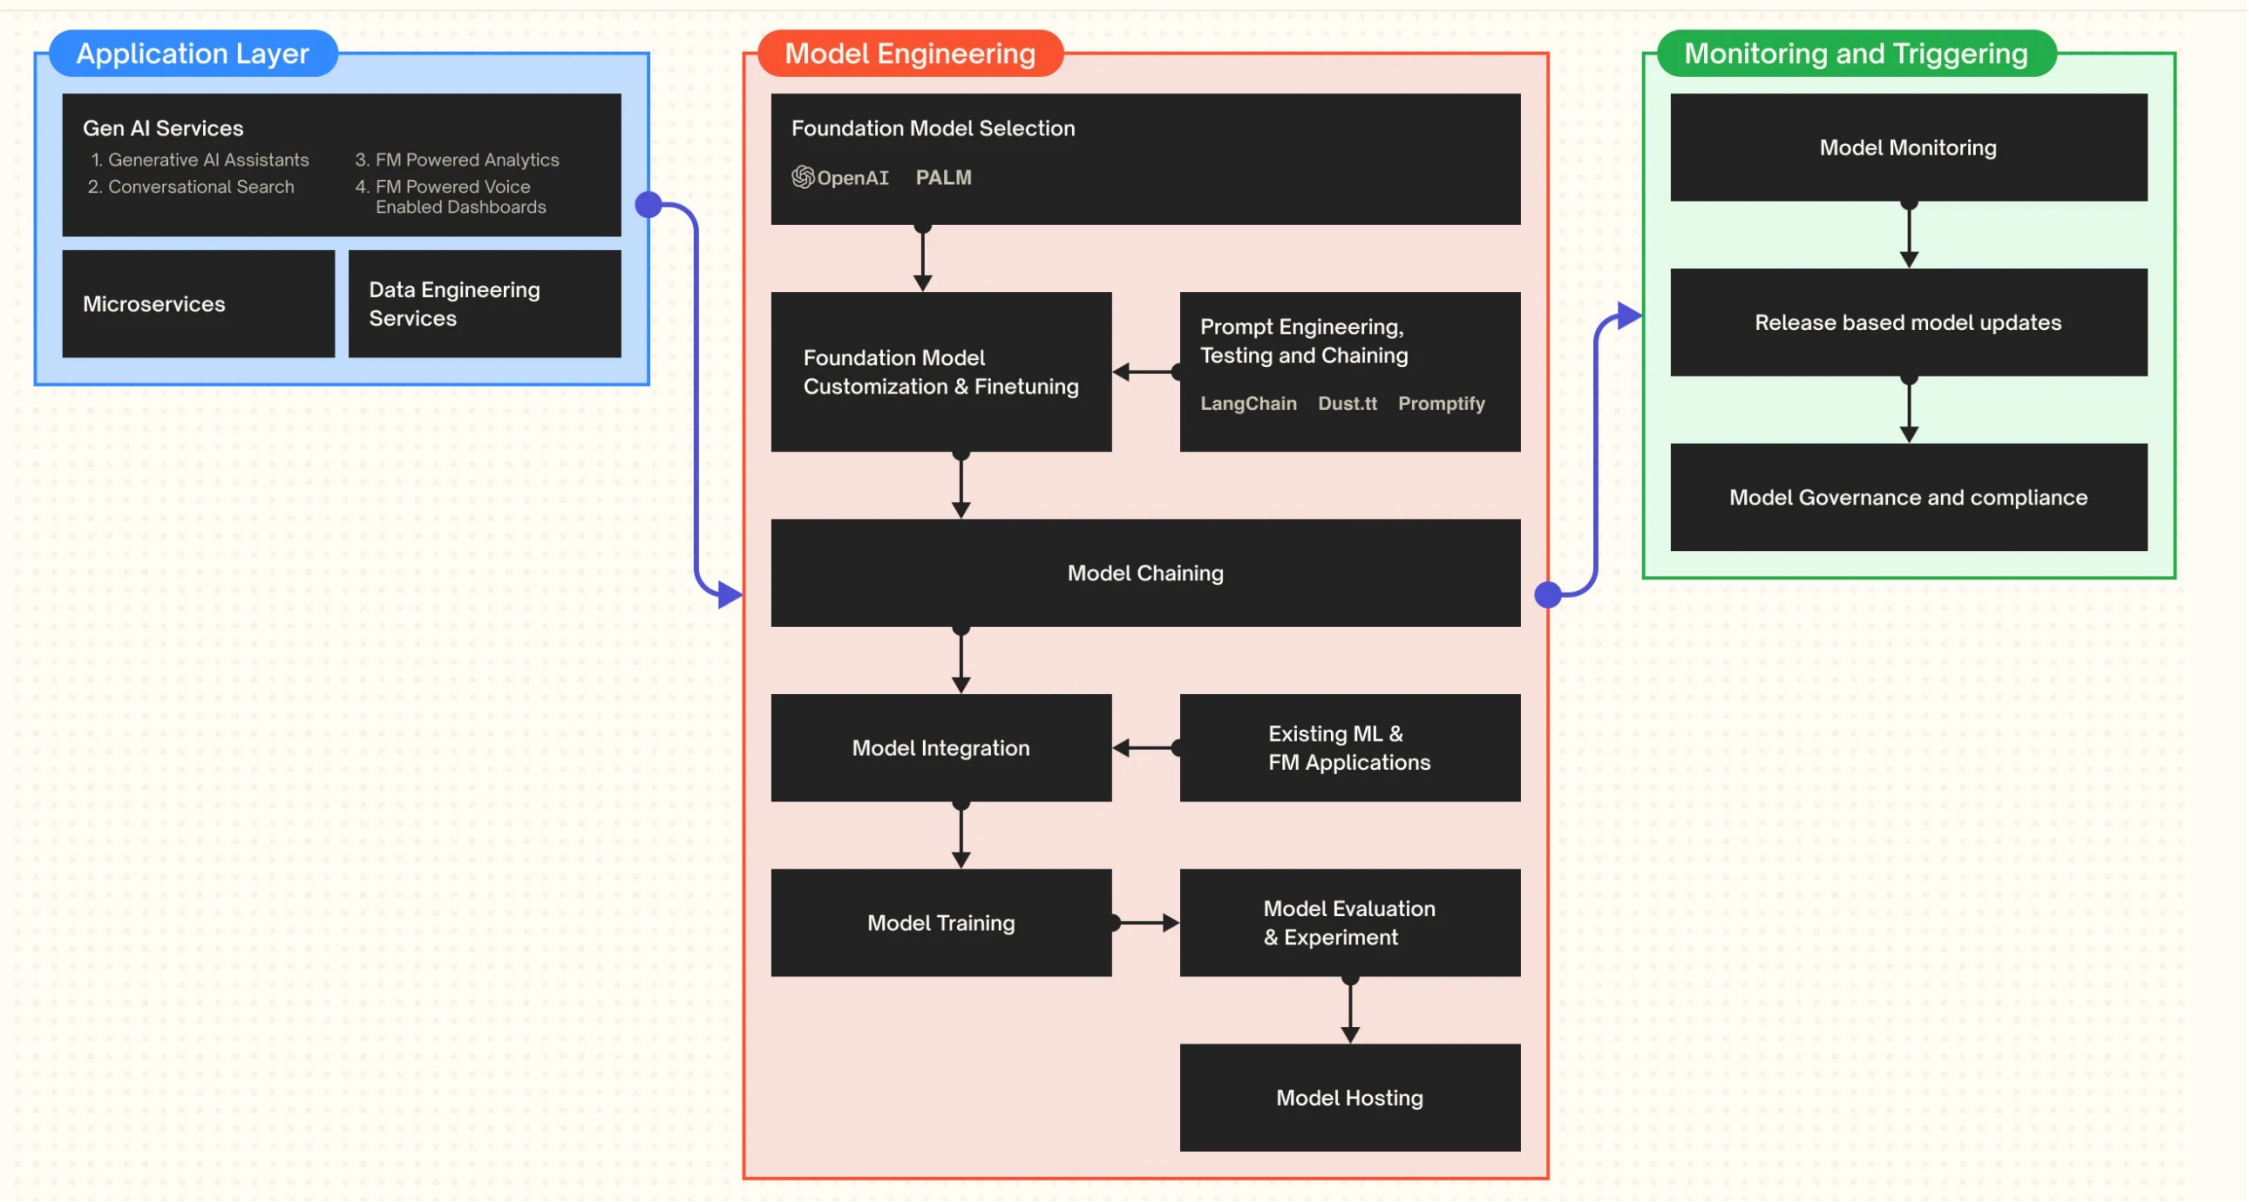 Application Layer
Gen AI Services
1. Generative AI Assistants
2. Conversational Search
3. FM Powered Analytics
4. FM Powered Voice
Enabled Dashboards
Microservices
Data Engineering
Services
Model Engineering
Foundation Model Selection
OpenAI PALM
Foundation Model
Customization & Finetuning
Prompt Engineering,
Testing and Chaining
LangChain Dust.tt Promptify
Model Chaining
Model Integration
Existing ML &
FM Applications
Model Training
Model Evaluation
& Experiment
Model Hosting
Monitoring and Triggering
Model Monitoring
Release based model updates
Model Governance and compliance